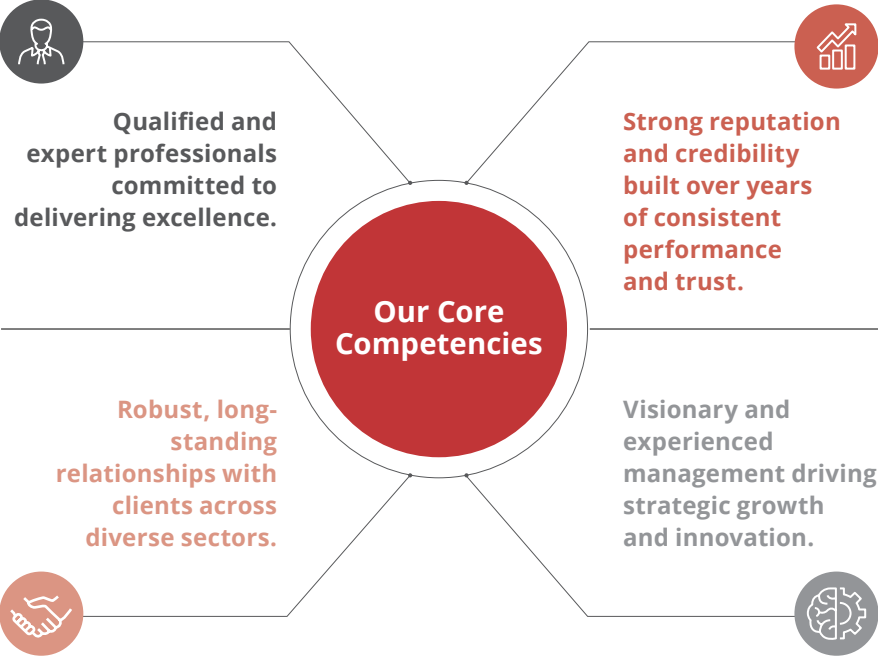 Qualified and
expert professionals
committed to
delivering excellence.
Strong reputation
and credibility
built over years
of consistent
performance
and trust.
Our Core
Competencies
Robust, long-
standing
relationships with
clients across
diverse sectors.
Visionary and
experienced
management driving
strategic growth
and innovation.